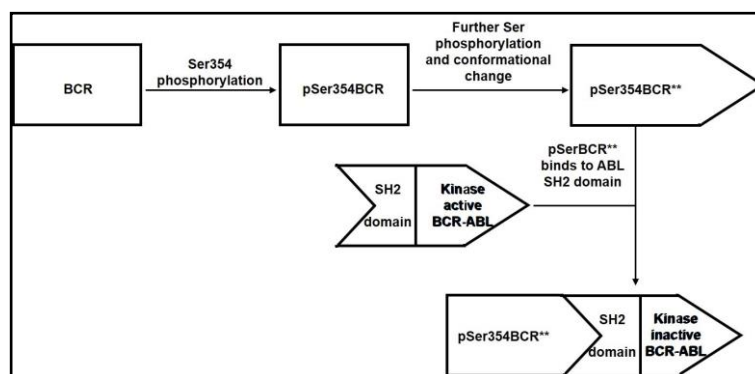 Further Ser
phosphorylation
and conformational
change
Ser354
phosphorylation
BCR
pSer354BCR
pSer354BCR**
pSerBCR**
binds to ABL
SH2 domain
SH2
domain
Kinase
active
BCR-ABL
pSer354BCR**
SH2
domain
Kinase
inactive
BCR-ABL